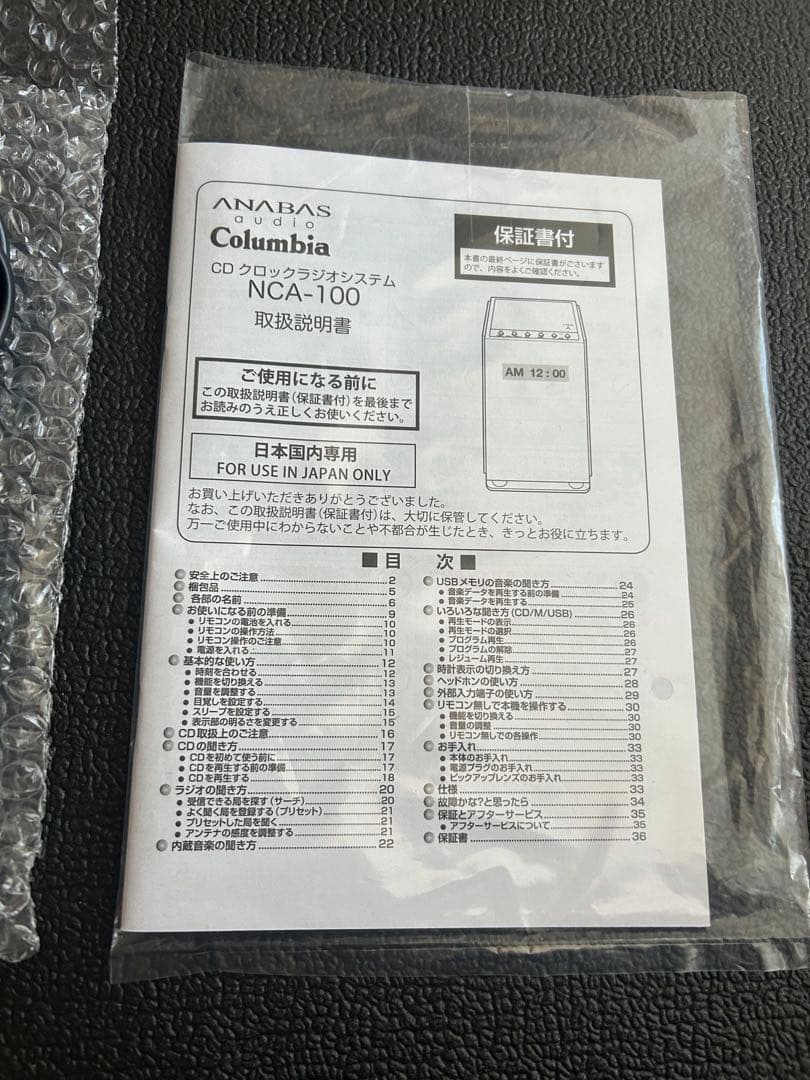 ANABAS
audio
Columbia
CD クロックラジオシステム
NCA-100
取扱説明書
保証書付
本書の最終ページに保証書がございます
ので、内容をよくご確認ください。
AM 12:00
ご使用になる前に
この取扱説明書(保証書付)を最後まで
お読みのうえ正しくお使いください。
日本国内専用
FOR USE IN JAPAN ONLY
お買い上げいただきありがとうございました。
なお、この取扱説明書(保証書付)は、大切に保管してください。
万一ご使用中にわからないことや不都合が生じたとき、きっとお役に立ちます。
■目 次■
安全上のご注意 2
梱包品 5
各部の名前 6
お使いになる前の準備 9
● リモコンの電池を入れる 10
● リモコンの操作方法 10
● リモコン操作のご注意 10
● 電源を入れる 11
基本的な使い方 12
● 時刻を合わせる 12
● 機能を切り換える 13
● 音量を調整する 13
● 目覚しを設定する 14
● スリープを設定する 15
● 表示部の明るさを変更する 15
CD取扱上のご注意 16
CDの聞き方 17
● CDを初めて使う前に 17
● CDを再生する前の準備 17
● CDを再生する 18
ラジオの聞き方 20
● 受信できる局を探す(サーチ) 20
● よく聞く局を登録する(プリセット) 21
● プリセットした局を聞く 21
● アンテナの感度を調整する 21
内蔵音楽の聞き方 22
USBメモリの音楽の聞き方 24
● 音楽データを再生する前の準備 24
● 音楽データを再生する 25
いろいろな聞き方(CD/M/USB) 26
● 再生モードの表示 26
● 再生モードの選択 26
● プログラム再生 26
● プログラムの解除 27
● レジューム再生 27
時計表示の切り換え方 27
ヘッドホンの使い方 28
外部入力端子の使い方 29
リモコン無しで本機を操作する 30
● 機能を切り換える 30
● 音量の調整 30
● リモコン無しでの各操作 30
お手入れ 33
● 本体のお手入れ 33
● 電源プラグのお手入れ 33
● ピックアップレンズのお手入れ 33
仕様 33
故障かな?と思ったら 34
保証とアフターサービス 35
● アフターサービスについて 35
保証書 36